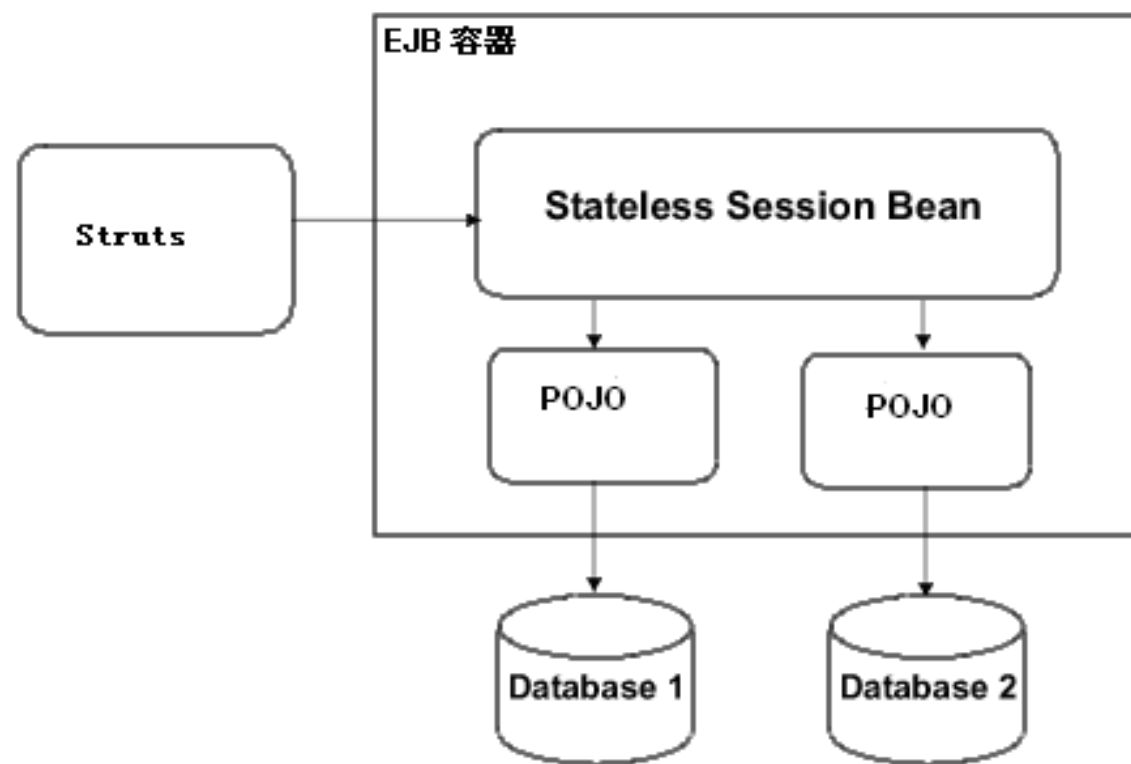 EJB 容器
Struts
Stateless Session Bean
POJO
POJO
Database 1
Database 2